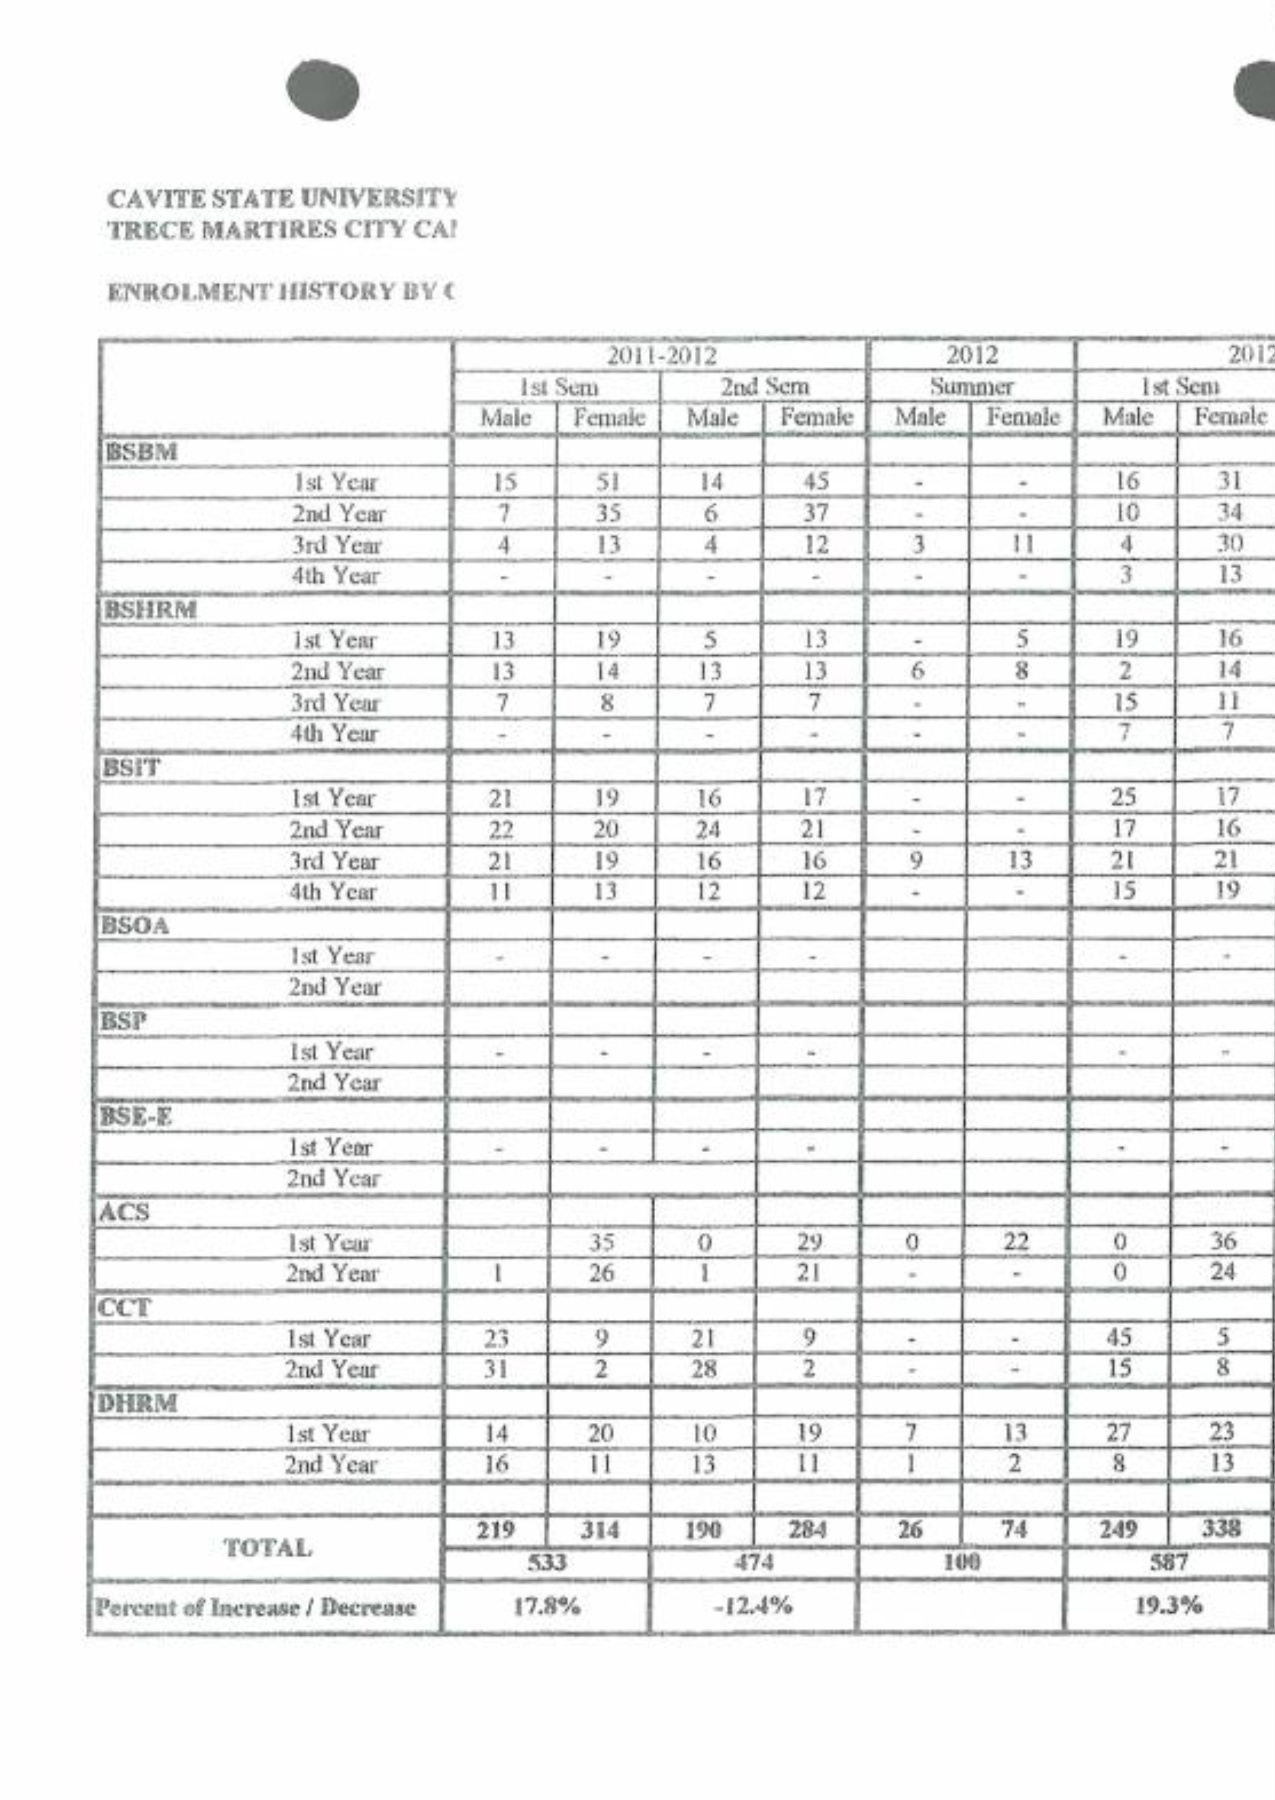 CAVITE STATE UNIVERSITY
TRECE MARTIRES CITY
ENROLMENT HISTORY BY
2011-2012 2012 2012
1st Sem 2nd Sem Summer 1st Sem
Male Female Male Female Male Female Male Female
BSBM
1st Year 15 51 14 45 - - 16 31
2nd Year 7 35 6 37 - - 10 34
3rd Year 4 13 4 12 3 11 4 30
4th Year - - - - - - 3 13
BSHRM
1st Year 13 19 5 13 - 5 19 16
2nd Year 13 14 13 13 6 8 2 14
3rd Year 7 8 7 7 - - 15 11
4th Year - - - - - - 7 7
BSIT
1st Year 21 19 16 17 - - 25 17
2nd Year 22 20 24 21 - - 17 16
3rd Year 21 19 16 16 9 13 21 21
4th Year 11 13 12 12 - - 15 19
BSOA
1st Year - - - - - -
2nd Year
BSP
1st Year - - - - - -
2nd Year
BSE-E
1st Year - - - - - -
2nd Year
ACS
1st Year 35 0 29 0 22 0 36
2nd Year 1 26 1 21 - - 0 24
CCT
1st Year 23 9 21 9 - - 45 5
2nd Year 31 2 28 2 - - 15 8
DHRM
1st Year 14 20 10 19 7 13 27 23
2nd Year 16 11 13 11 1 2 8 13
TOTAL 219 314 190 284 26 74 249 338
533 474 100 587
Percent of Increase / Decrease 17.8% -12.4% 19.3%